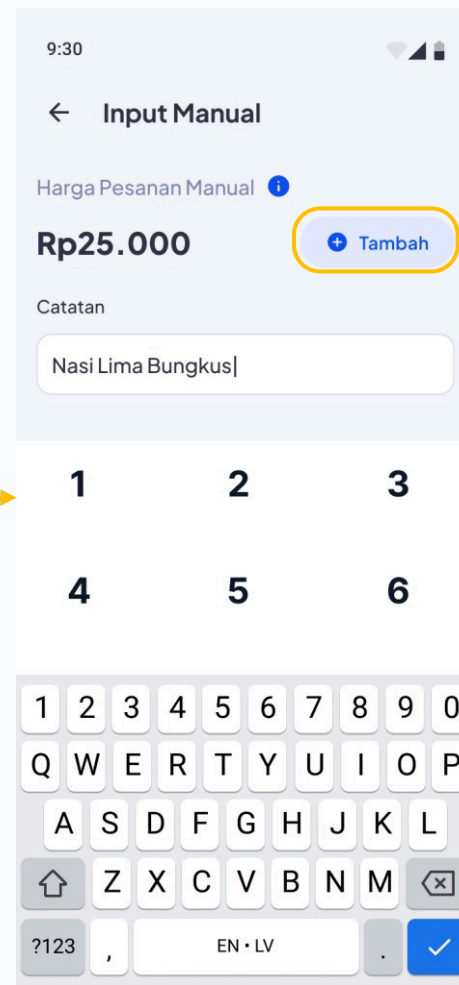 9:30
Input Manual
Harga Pesanan Manual
Rp25.000
Tambah
Catatan
Nasi Lima Bungkus
1 2 3
4 5 6
1 2 3 4 5 6 7 8 9 0
Q W E R T Y U I O P
A S D F G H J K L
Z X C V B N M
?123 , EN • LV .